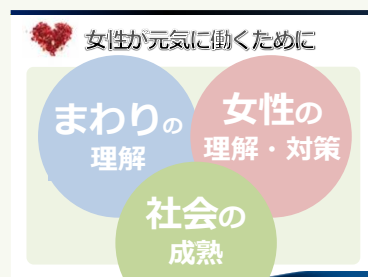 女性が元気に働くために
まわりの
理解
女性の
理解・対策
社会の
成熟